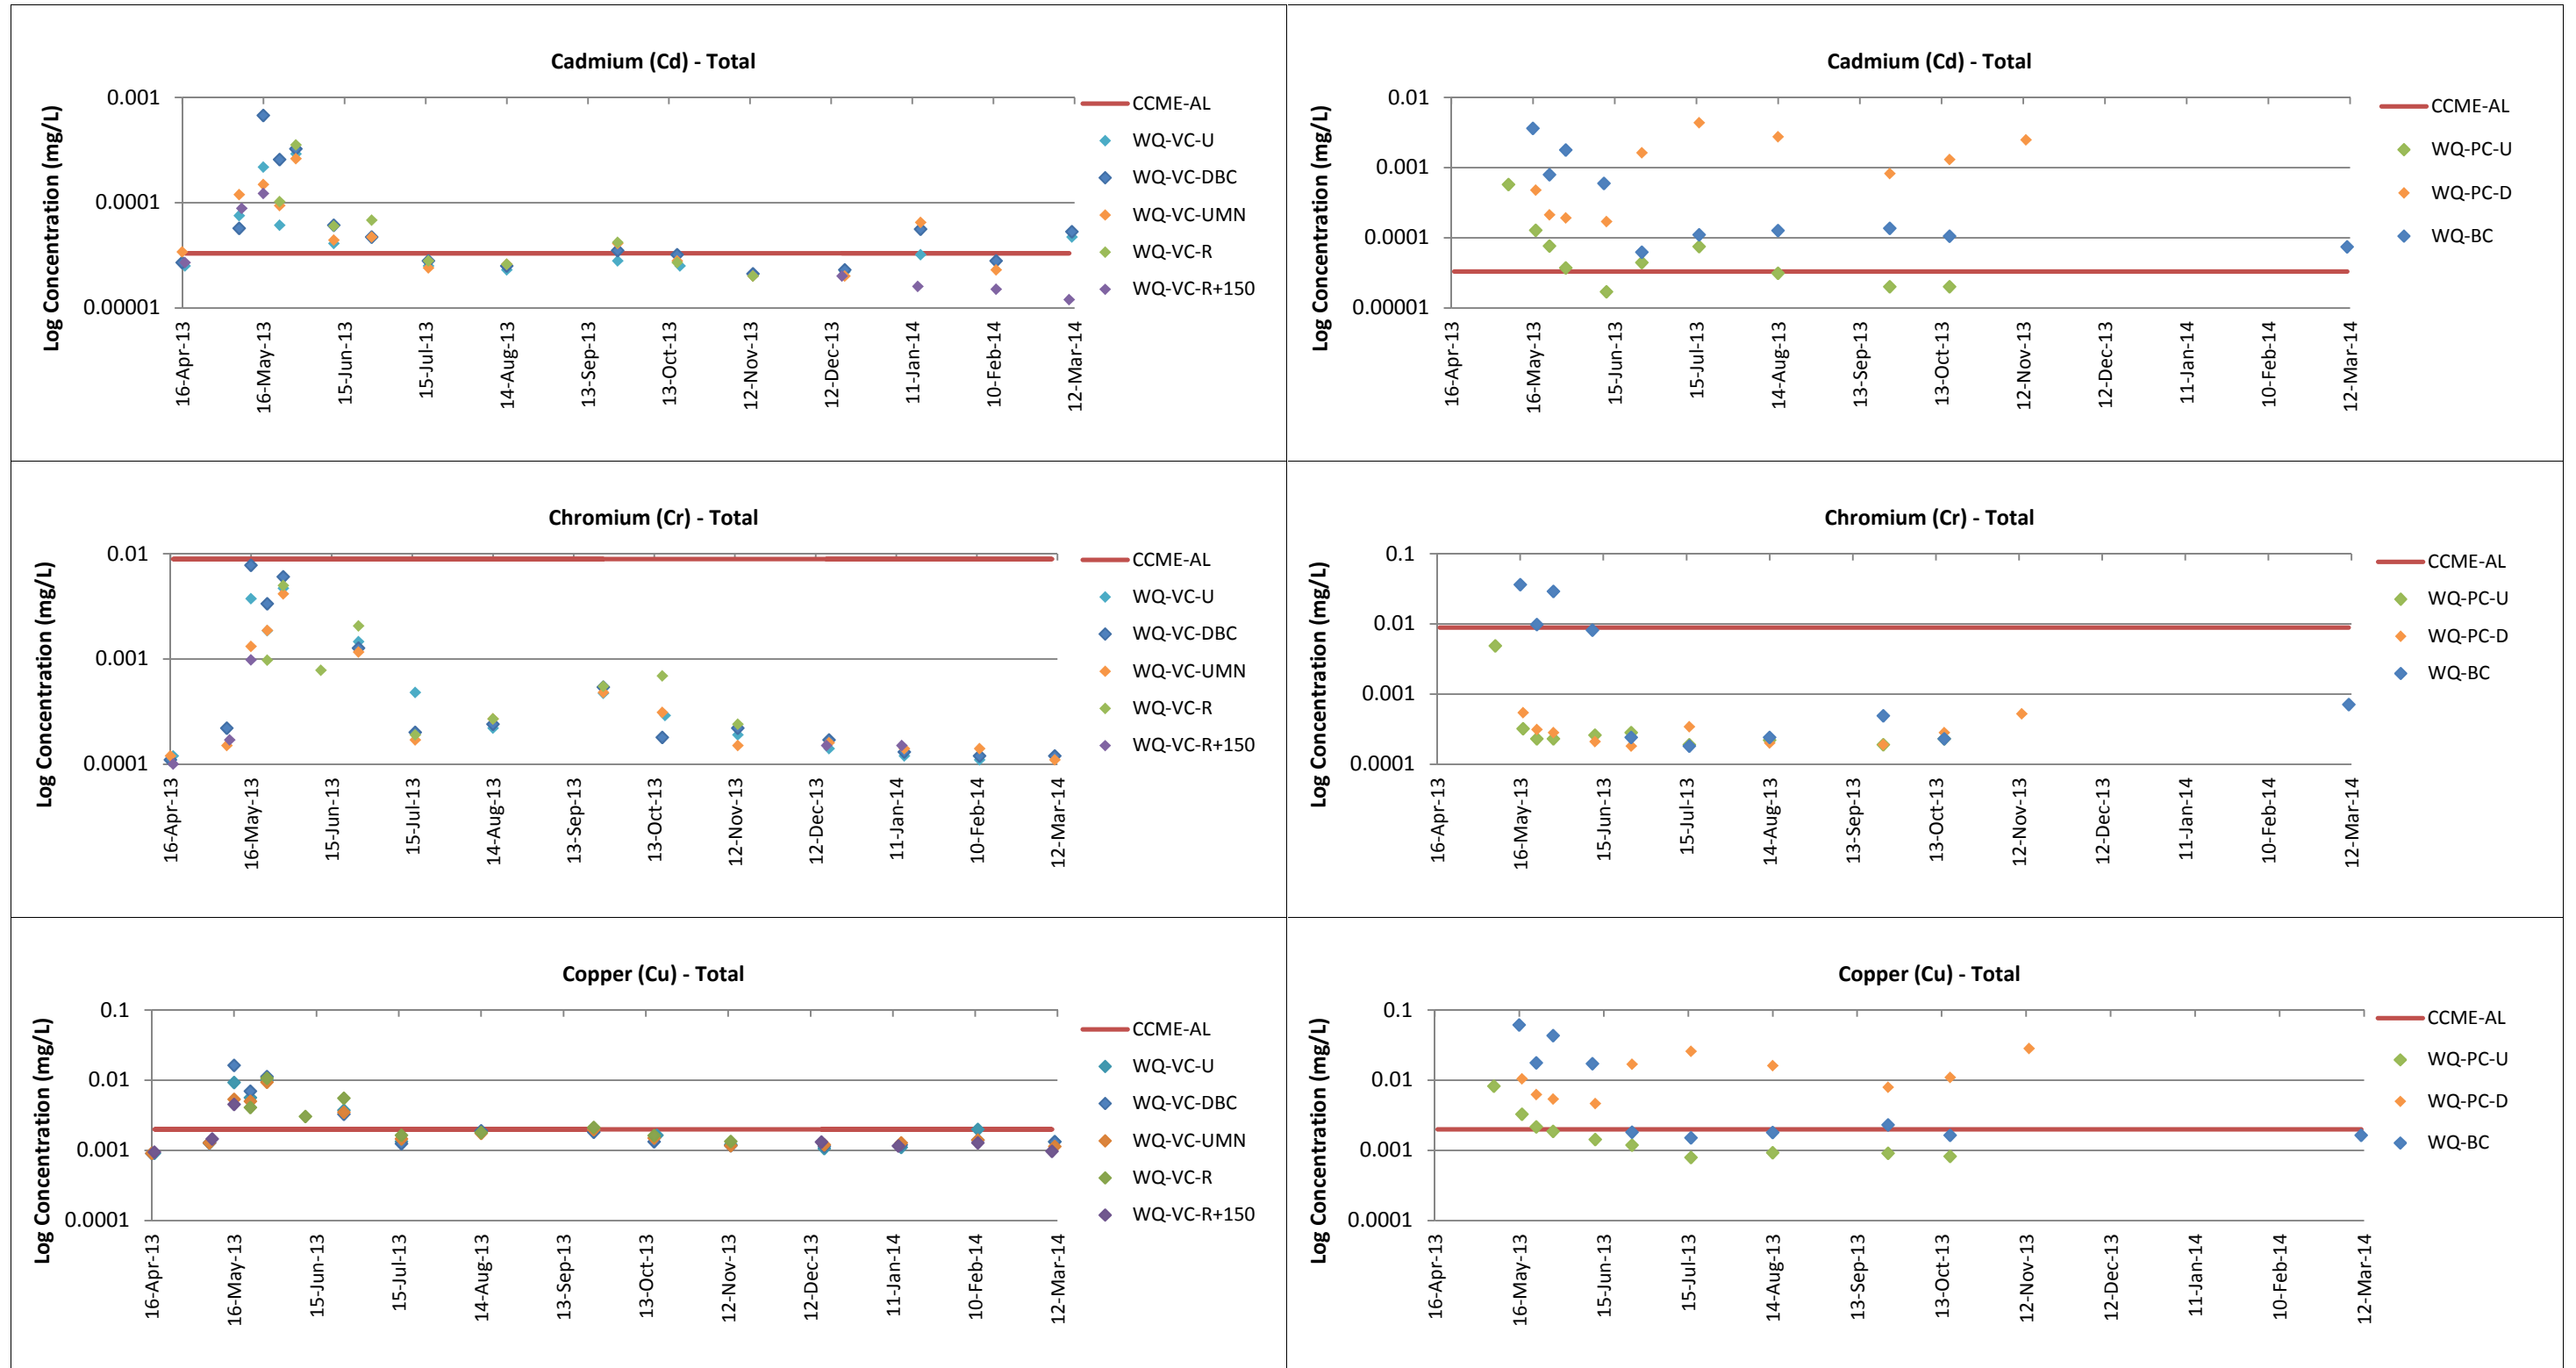 Cadmium (Cd) - Total
Log Concentration (mg/L)
0.001
0.0001
0.00001
16-Apr-13
16-May-13
15-Jun-13
15-Jul-13
14-Aug-13
13-Sep-13
13-Oct-13
12-Nov-13
12-Dec-13
11-Jan-14
10-Feb-14
12-Mar-14
CCME-AL
WQ-VC-U
WQ-VC-DBC
WQ-VC-UMN
WQ-VC-R
WQ-VC-R+150
Cadmium (Cd) - Total
Log Concentration (mg/L)
0.01
0.001
0.0001
0.00001
16-Apr-13
16-May-13
15-Jun-13
15-Jul-13
14-Aug-13
13-Sep-13
13-Oct-13
12-Nov-13
12-Dec-13
11-Jan-14
10-Feb-14
12-Mar-14
CCME-AL
WQ-PC-U
WQ-PC-D
WQ-BC
Chromium (Cr) - Total
Log Concentration (mg/L)
0.01
0.001
0.0001
16-Apr-13
16-May-13
15-Jun-13
15-Jul-13
14-Aug-13
13-Sep-13
13-Oct-13
12-Nov-13
12-Dec-13
11-Jan-14
10-Feb-14
12-Mar-14
CCME-AL
WQ-VC-U
WQ-VC-DBC
WQ-VC-UMN
WQ-VC-R
WQ-VC-R+150
Chromium (Cr) - Total
Log Concentration (mg/L)
0.1
0.01
0.001
0.0001
16-Apr-13
16-May-13
15-Jun-13
15-Jul-13
14-Aug-13
13-Sep-13
13-Oct-13
12-Nov-13
12-Dec-13
11-Jan-14
10-Feb-14
12-Mar-14
CCME-AL
WQ-PC-U
WQ-PC-D
WQ-BC
Copper (Cu) - Total
Log Concentration (mg/L)
0.1
0.01
0.001
0.0001
16-Apr-13
16-May-13
15-Jun-13
15-Jul-13
14-Aug-13
13-Sep-13
13-Oct-13
12-Nov-13
12-Dec-13
11-Jan-14
10-Feb-14
12-Mar-14
CCME-AL
WQ-VC-U
WQ-VC-DBC
WQ-VC-UMN
WQ-VC-R
WQ-VC-R+150
Copper (Cu) - Total
Log Concentration (mg/L)
0.1
0.01
0.001
0.0001
16-Apr-13
16-May-13
15-Jun-13
15-Jul-13
14-Aug-13
13-Sep-13
13-Oct-13
12-Nov-13
12-Dec-13
11-Jan-14
10-Feb-14
12-Mar-14
CCME-AL
WQ-PC-U
WQ-PC-D
WQ-BC